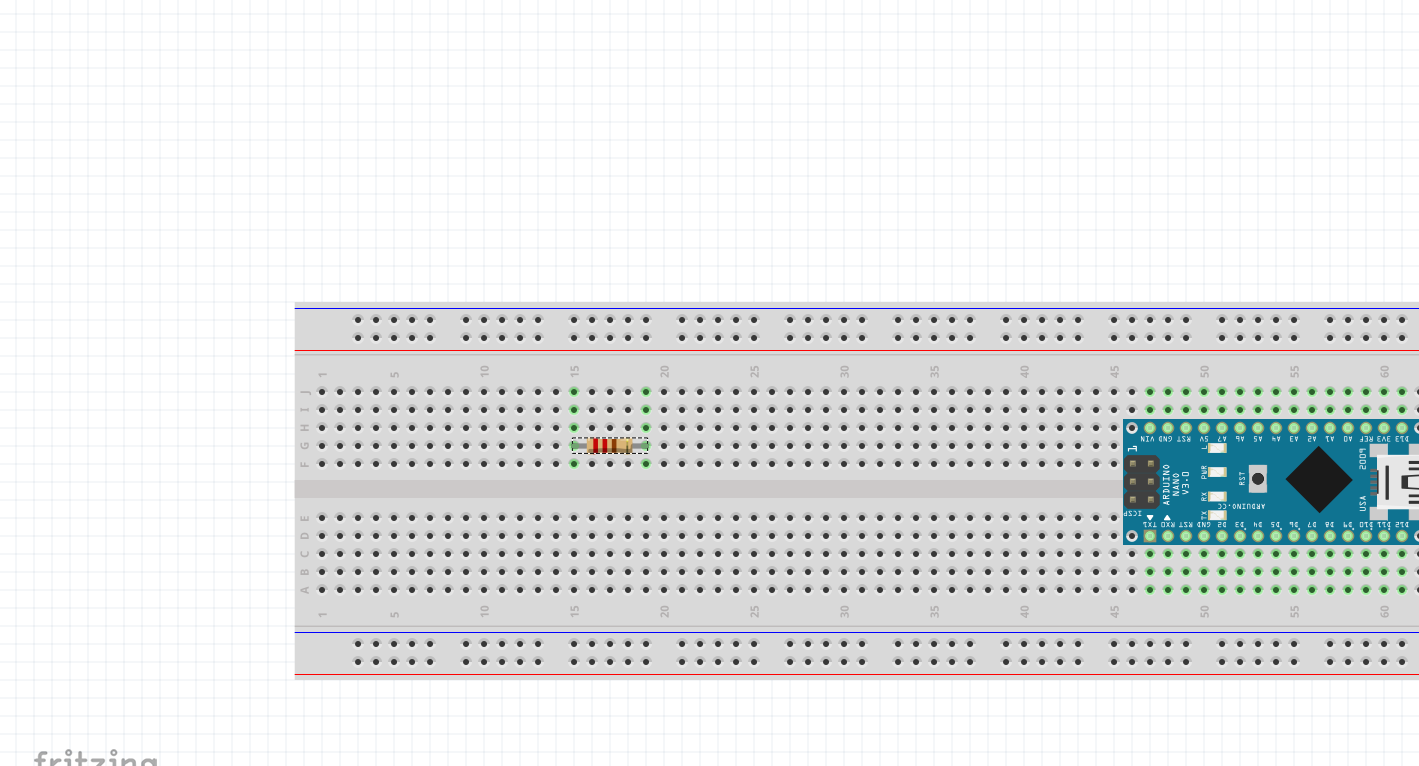 1 5 10 15 20 25 30 35 40 45 50 55 60
J
I
H
G
F
VIN GND RST 5V A7 A6 A5 A4 A3 A2 A1 A0 REF 3V3 D13
1
ARDUINO
NANO
V3.0
L
PWR
RX
TX
RST
ARDUINO.CC
2009
USA
ICSP
TX1 RX0 RST GND D2 D3 D4 D5 D6 D7 D8 D9 D10 D11 D12
E
D
C
B
A
1 5 10 15 20 25 30 35 40 45 50 55 60
fritzing